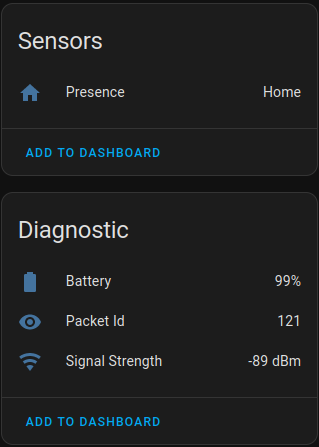 Sensors
Presence Home
ADD TO DASHBOARD
Diagnostic
Battery 99%
Packet Id 121
Signal Strength -89 dBm
ADD TO DASHBOARD